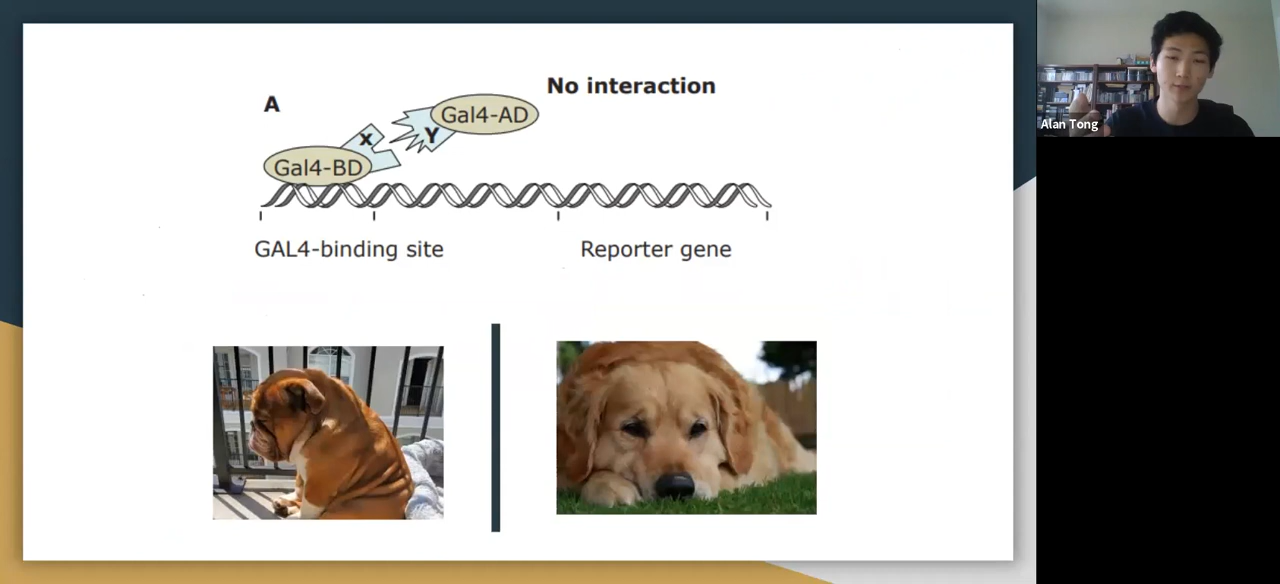 No interaction
A
Gal4-AD
X
Y
Gal4-BD
GAL4-binding site
Reporter gene
Alan Tong